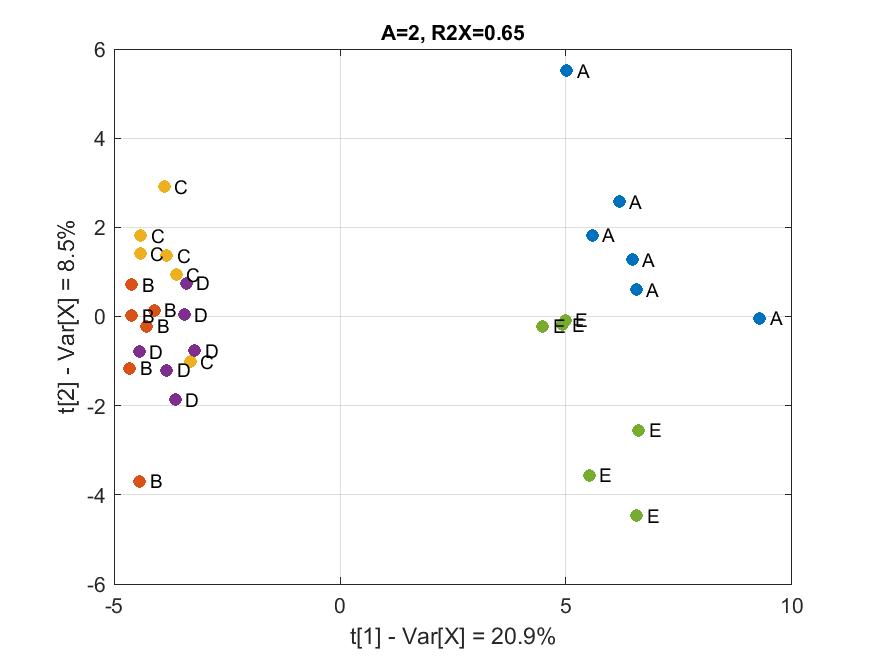 A=2, R2X=0.65
6
A
4
C
A
2
C
A
C
C
A
C
B
D
A
B
B
D
0
A
B
E
E
E
D
D
C
B
D
D
-2
E
B
E
-4
E
-6
-5
0
5
10
t[1] - Var[X] = 20.9%
t[2] - Var[X] = 8.5%